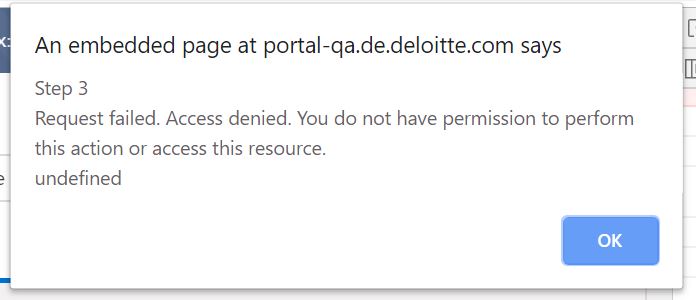 x:
An embedded page at portal-qa.de.deloitte.com says
Step 3
Request failed. Access denied. You do not have permission to perform
this action or access this resource.
undefined
e
OK